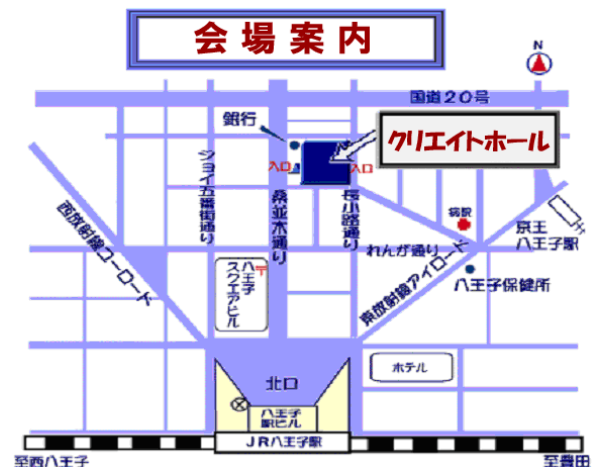 会場案内
N
国道20号
銀行
クリエイトホール
入口
入口
ジョイ五番街通り
桑並木通り
長小路通り
病院
京王
八王子駅
西放射線ユーロード
れんが通り
東放射線アイロード
八王子保健所
八王子
スクエアビル
〒
ホテル
北口
八王子
駅ビル
JR八王子駅
至西八王子
至豊田